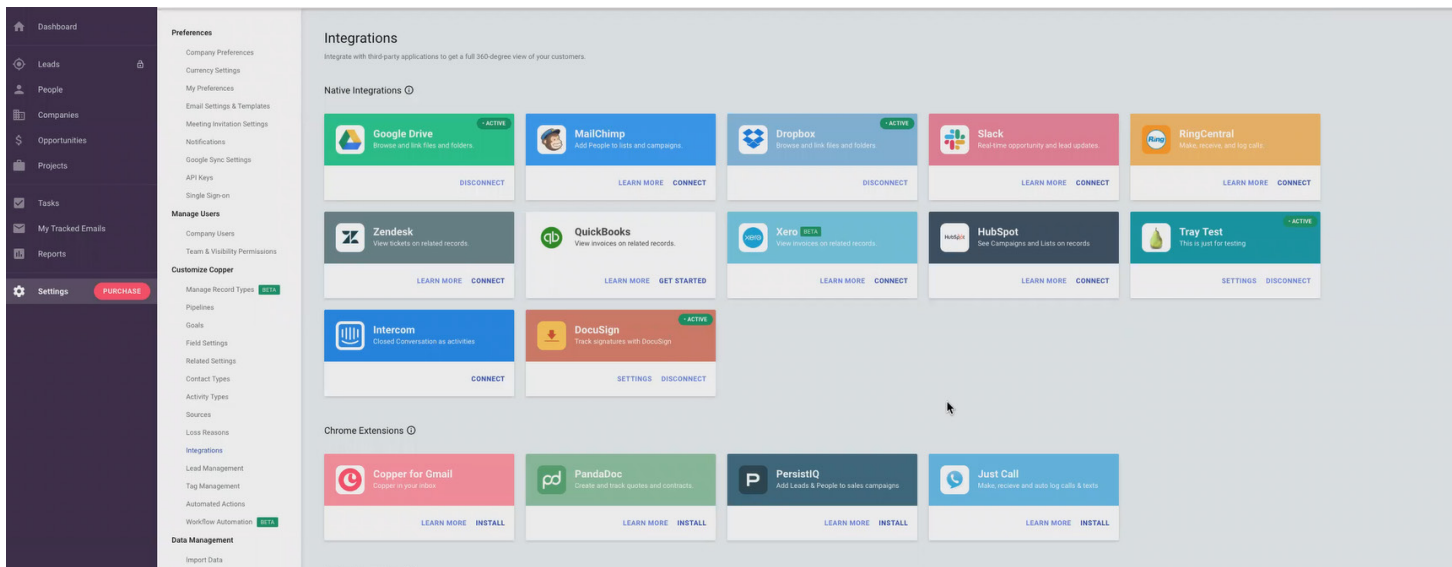 Dashboard
Leads
People
Companies
Opportunities
Projects
Tasks
My Tracked Emails
Reports
Settings PURCHASE
Preferences
Company Preferences
Currency Settings
My Preferences
Email Settings & Templates
Meeting Invitation Settings
Notifications
Google Sync Settings
API Keys
Single Sign-on
Manage Users
Company Users
Team & Visibility Permissions
Customize Copper
Manage Record Types BETA
Pipelines
Goals
Field Settings
Related Settings
Contact Types
Activity Types
Sources
Loss Reasons
Integrations
Lead Management
Tag Management
Automated Actions
Workflow Automation BETA
Data Management
Import Data
Integrations
Integrate with third-party applications to get a full 360-degree view of your customers.
Native Integrations
• ACTIVE
Google Drive
Browse and link files and folders.
DISCONNECT
MailChimp
Add People to lists and campaigns.
LEARN MORE CONNECT
• ACTIVE
Dropbox
Browse and link files and folders.
DISCONNECT
Slack
Real-time opportunity and lead updates.
LEARN MORE CONNECT
Ring
RingCentral
Make, receive, and log calls.
LEARN MORE CONNECT
Zendesk
View tickets on related records.
LEARN MORE CONNECT
qb
QuickBooks
View invoices on related records.
LEARN MORE GET STARTED
xero
Xero BETA
View invoices on related records.
LEARN MORE CONNECT
HubSpot
HubSpot
See Campaigns and Lists on records
LEARN MORE CONNECT
• ACTIVE
Tray Test
This is just for testing
SETTINGS DISCONNECT
Intercom
Closed Conversation as activities
CONNECT
• ACTIVE
DocuSign
Track signatures with DocuSign
SETTINGS DISCONNECT
Chrome Extensions
Copper for Gmail
Copper in your inbox
LEARN MORE INSTALL
pd
PandaDoc
Create and track quotes and contracts.
LEARN MORE INSTALL
P
PersistIQ
Add Leads & People to sales campaigns
LEARN MORE INSTALL
Just Call
Make, recieve and auto log calls & texts
LEARN MORE INSTALL